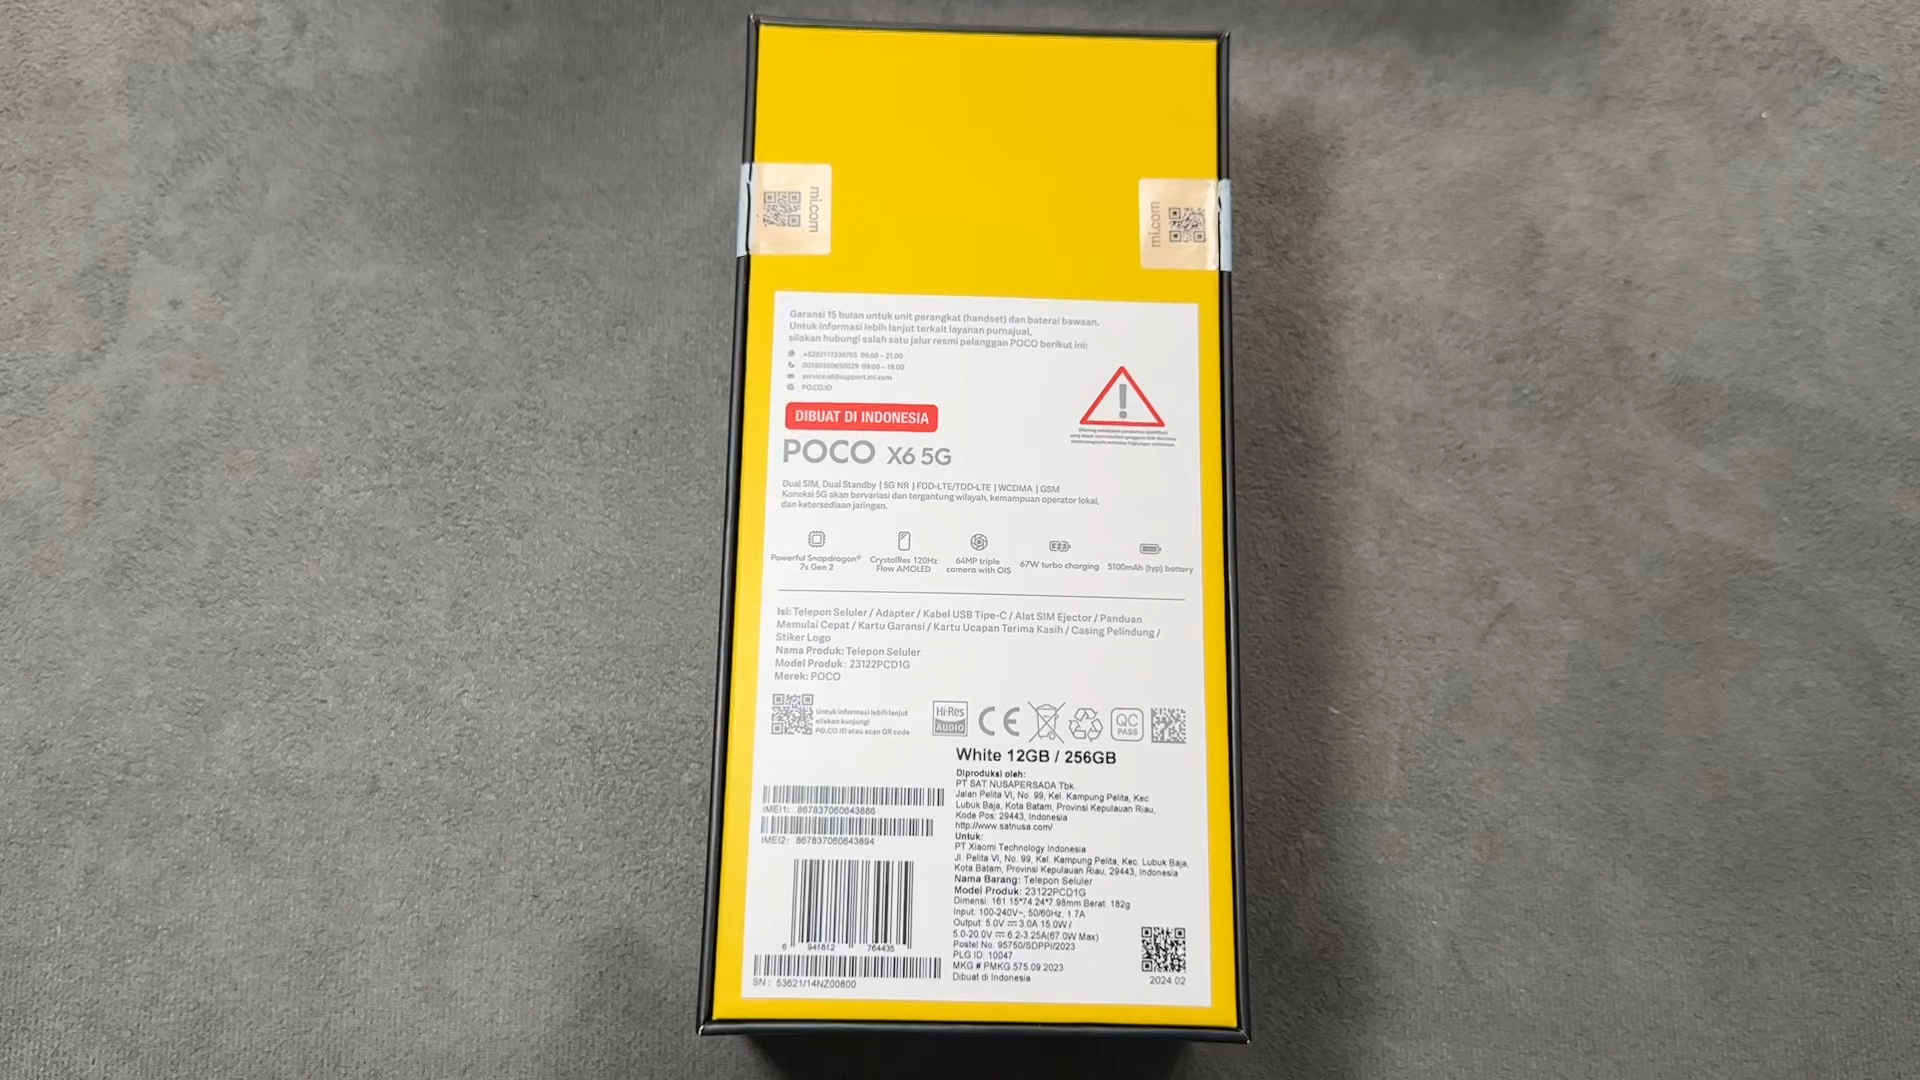 mi.com
mi.com
Garansi 15 bulan untuk unit perangkat (handset) dan baterai bawaan.
Untuk informasi lebih lanjut terkait layanan purnajual,
silakan hubungi salah satu jalur resmi pelanggan POCO berikut ini:
+6282117236765 09.00 – 21.00
00180300650029 09.00 – 18.00
service.id@support.mi.com
PO.CO.ID
DIBUAT DI INDONESIA
POCO X6 5G
Dual SIM, Dual Standby | 5G NR | FDD-LTE/TDD-LTE | WCDMA | GSM
Koneksi 5G akan bervariasi dan tergantung wilayah, kemampuan operator lokal,
dan ketersediaan jaringan.
Powerful Snapdragon®
7s Gen 2
CrystalRes 120Hz
Flow AMOLED
64MP triple
camera with OIS
67W turbo charging
5100mAh (typ) battery
Isi: Telepon Seluler / Adapter / Kabel USB Tipe-C / Alat SIM Ejector / Panduan
Memulai Cepat / Kartu Garansi / Kartu Ucapan Terima Kasih / Casing Pelindung /
Stiker Logo
Nama Produk: Telepon Seluler
Model Produk: 23122PCD1G
Merek: POCO
Untuk informasi lebih lanjut
silakan kunjungi
PO.CO.ID atau scan QR code
Hi-Res
AUDIO
CE
QC
PASS
White 12GB / 256GB
Diproduksi oleh:
PT SAT NUSAPERSADA Tbk.
Jalan Pelita VI, No. 99, Kel. Kampung Pelita, Kec.
Lubuk Baja, Kota Batam, Provinsi Kepulauan Riau,
Kode Pos: 29443, Indonesia
http://www.satnusa.com/
Untuk:
PT Xiaomi Technology Indonesia
Jl. Pelita VI, No. 99, Kel. Kampung Pelita, Kec. Lubuk Baja,
Kota Batam, Provinsi Kepulauan Riau, 29443, Indonesia
Nama Barang: Telepon Seluler
Model Produk: 23122PCD1G
Dimensi: 161.15*74.24*7.98mm Berat: 182g
Input: 100-240V~, 50/60Hz, 1.7A
Output: 5.0V ⎓ 3.0A 15.0W /
5.0-20.0V ⎓ 6.2-3.25A(67.0W Max)
Postel No. 95750/SDPPI/2023
PLG ID: 10047
MKG # PMKG 575.09 2023
Dibuat di Indonesia
2024.02
IMEI1: 867837060643886
IMEI2: 867837060643894
6 941812 764435
SN: 53621/14NZ00800